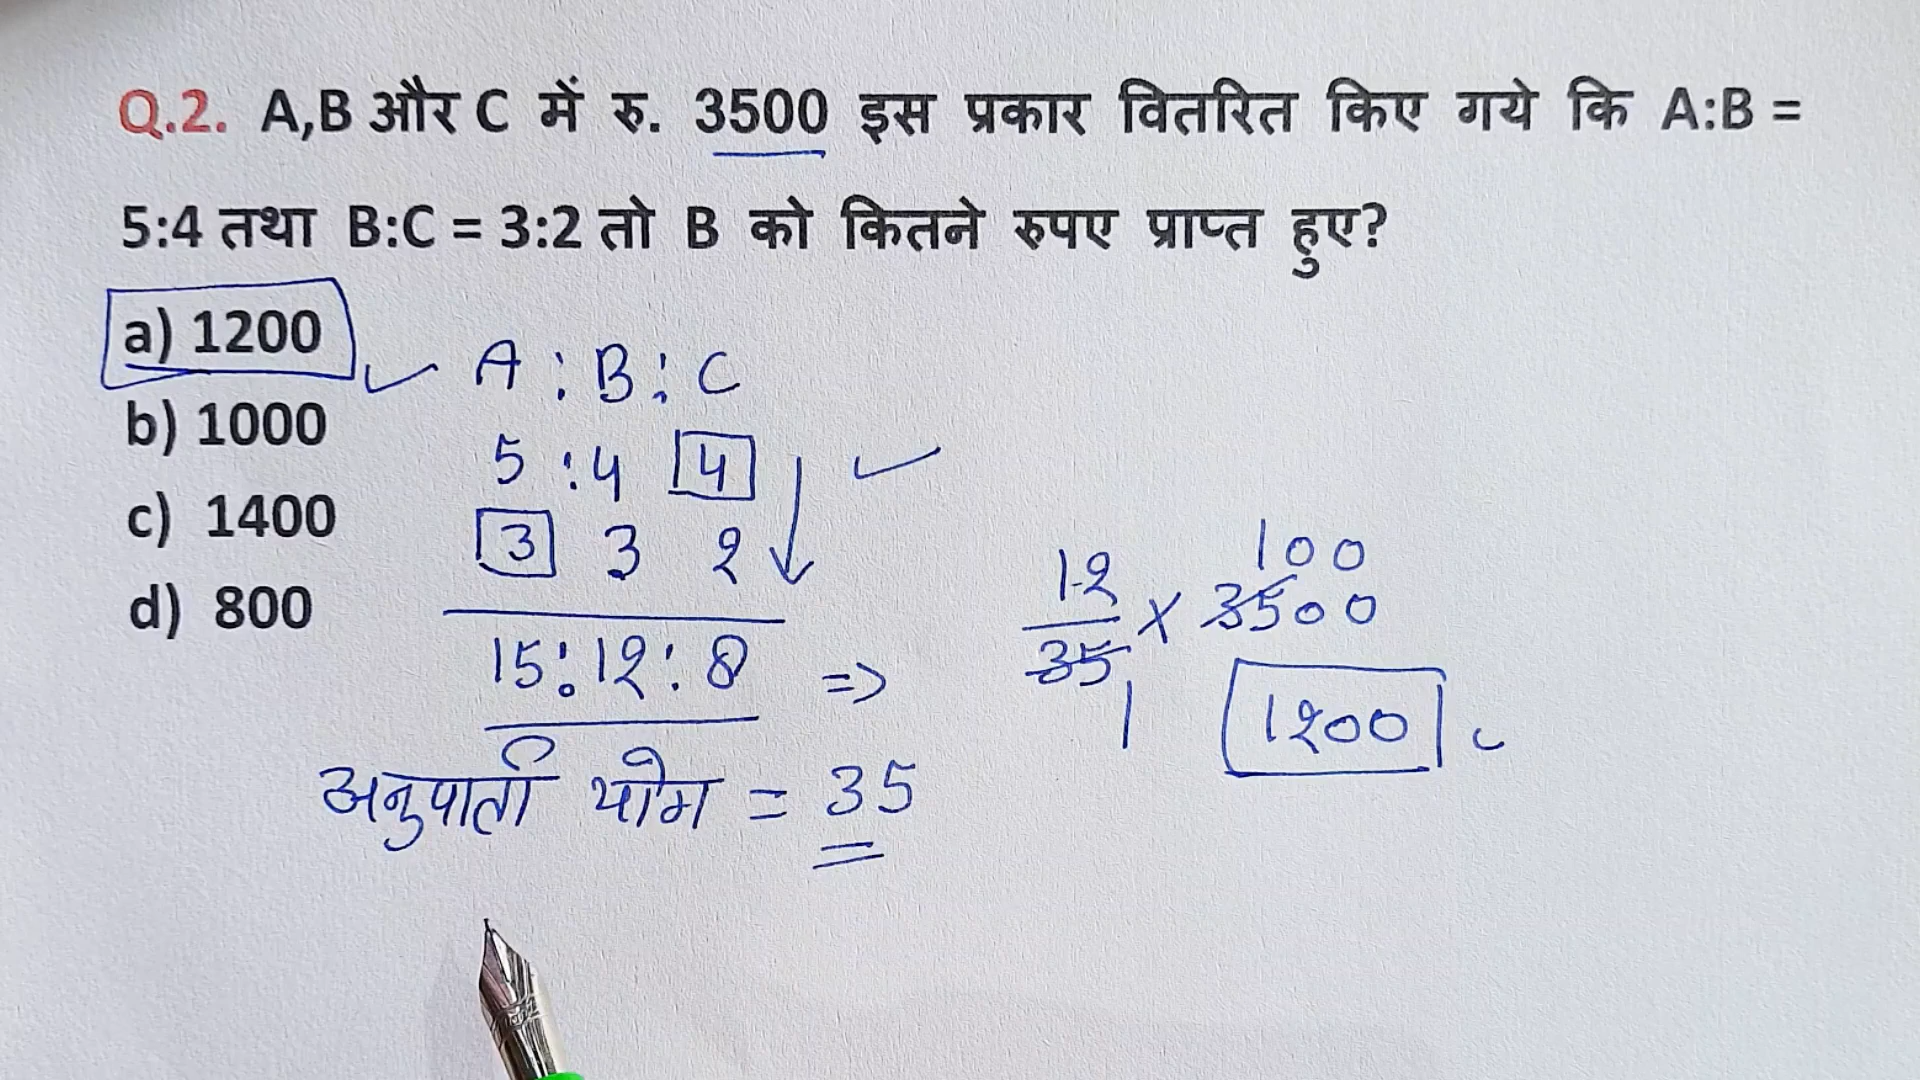 Q.2. A,B और C में रु. 3500 इस प्रकार वितरित किए गये कि A:B =
5:4 तथा B:C = 3:2 तो B को कितने रुपए प्राप्त हुए?
a) 1200
b) 1000
c) 1400
d) 800
A : B : C
5 : 4 4
3 3 2
15 : 12 : 8 =>
अनुपाती योग = 35
100
12/35 x 3500
1
1200